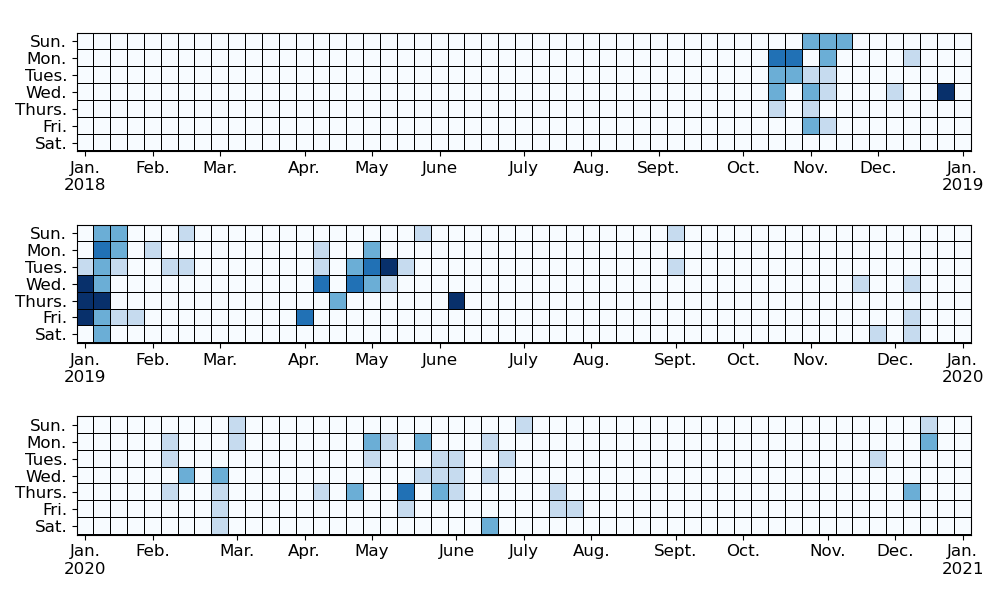 Sun.
Mon.
Tues.
Wed.
Thurs.
Fri.
Sat.
Jan. Feb. Mar. Apr. May June July Aug. Sept. Oct. Nov. Dec. Jan.
2018 2019
Sun.
Mon.
Tues.
Wed.
Thurs.
Fri.
Sat.
Jan. Feb. Mar. Apr. May June July Aug. Sept. Oct. Nov. Dec. Jan.
2019 2020
Sun.
Mon.
Tues.
Wed.
Thurs.
Fri.
Sat.
Jan. Feb. Mar. Apr. May June July Aug. Sept. Oct. Nov. Dec. Jan.
2020 2021